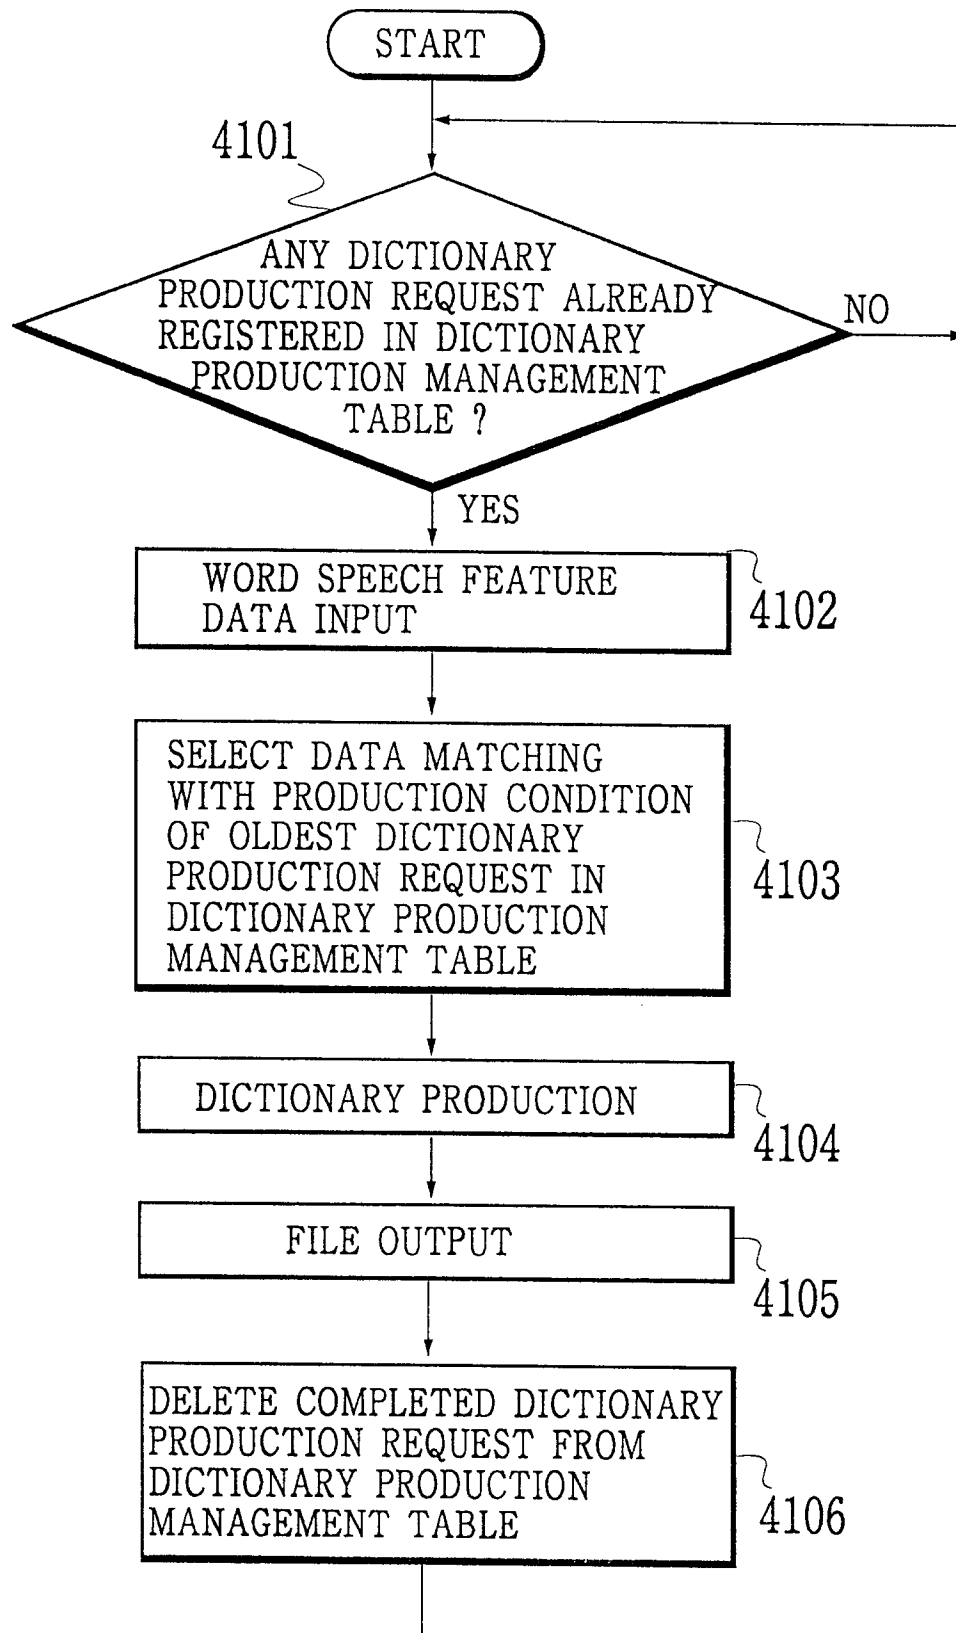 START
4101
ANY DICTIONARY
PRODUCTION REQUEST ALREADY
REGISTERED IN DICTIONARY
PRODUCTION MANAGEMENT
TABLE ?
NO
YES
WORD SPEECH FEATURE
DATA INPUT
4102
SELECT DATA MATCHING
WITH PRODUCTION CONDITION
OF OLDEST DICTIONARY
PRODUCTION REQUEST IN
DICTIONARY PRODUCTION
MANAGEMENT TABLE
4103
DICTIONARY PRODUCTION
4104
FILE OUTPUT
4105
DELETE COMPLETED DICTIONARY
PRODUCTION REQUEST FROM
DICTIONARY PRODUCTION
MANAGEMENT TABLE
4106